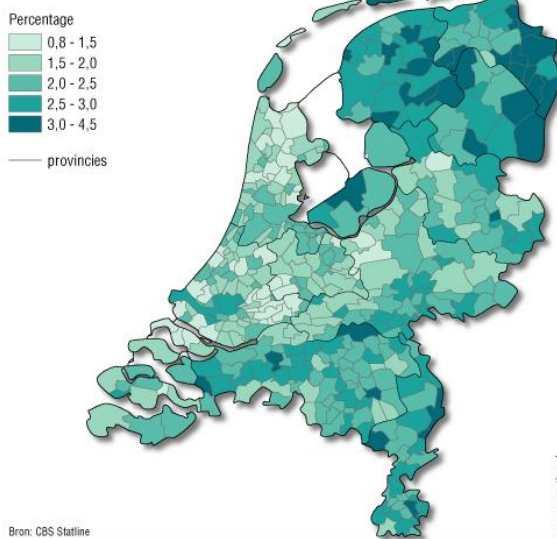 Percentage
0,8 - 1,5
1,5 - 2,0
2,0 - 2,5
2,5 - 3,0
3,0 - 4,5
provincies
Bron: CBS Statline